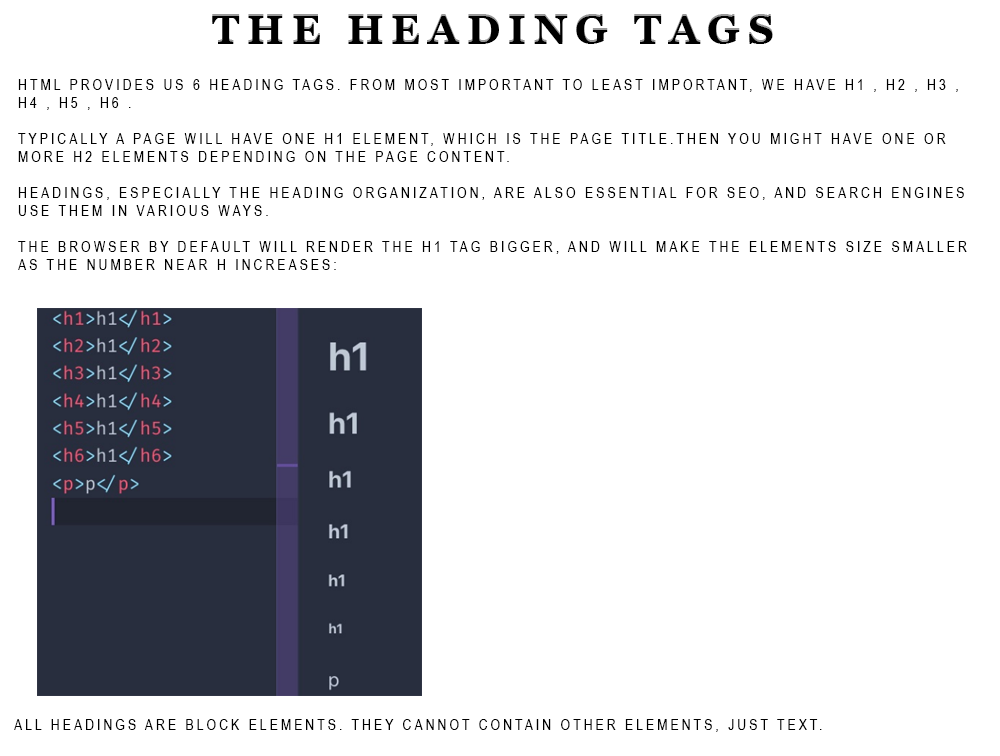 THE HEADING TAGS
HTML PROVIDES US 6 HEADING TAGS. FROM MOST IMPORTANT TO LEAST IMPORTANT, WE HAVE H1 , H2 , H3 ,
H4 , H5 , H6 .
TYPICALLY A PAGE WILL HAVE ONE H1 ELEMENT, WHICH IS THE PAGE TITLE.THEN YOU MIGHT HAVE ONE OR
MORE H2 ELEMENTS DEPENDING ON THE PAGE CONTENT.
HEADINGS, ESPECIALLY THE HEADING ORGANIZATION, ARE ALSO ESSENTIAL FOR SEO, AND SEARCH ENGINES
USE THEM IN VARIOUS WAYS.
THE BROWSER BY DEFAULT WILL RENDER THE H1 TAG BIGGER, AND WILL MAKE THE ELEMENTS SIZE SMALLER
AS THE NUMBER NEAR H INCREASES:
<h1>h1</h1>
<h2>h1</h2>
<h3>h1</h3>
<h4>h1</h4>
<h5>h1</h5>
<h6>h1</h6>
<p>p</p>
h1
h1
h1
h1
h1
h1
p
ALL HEADINGS ARE BLOCK ELEMENTS. THEY CANNOT CONTAIN OTHER ELEMENTS, JUST TEXT.